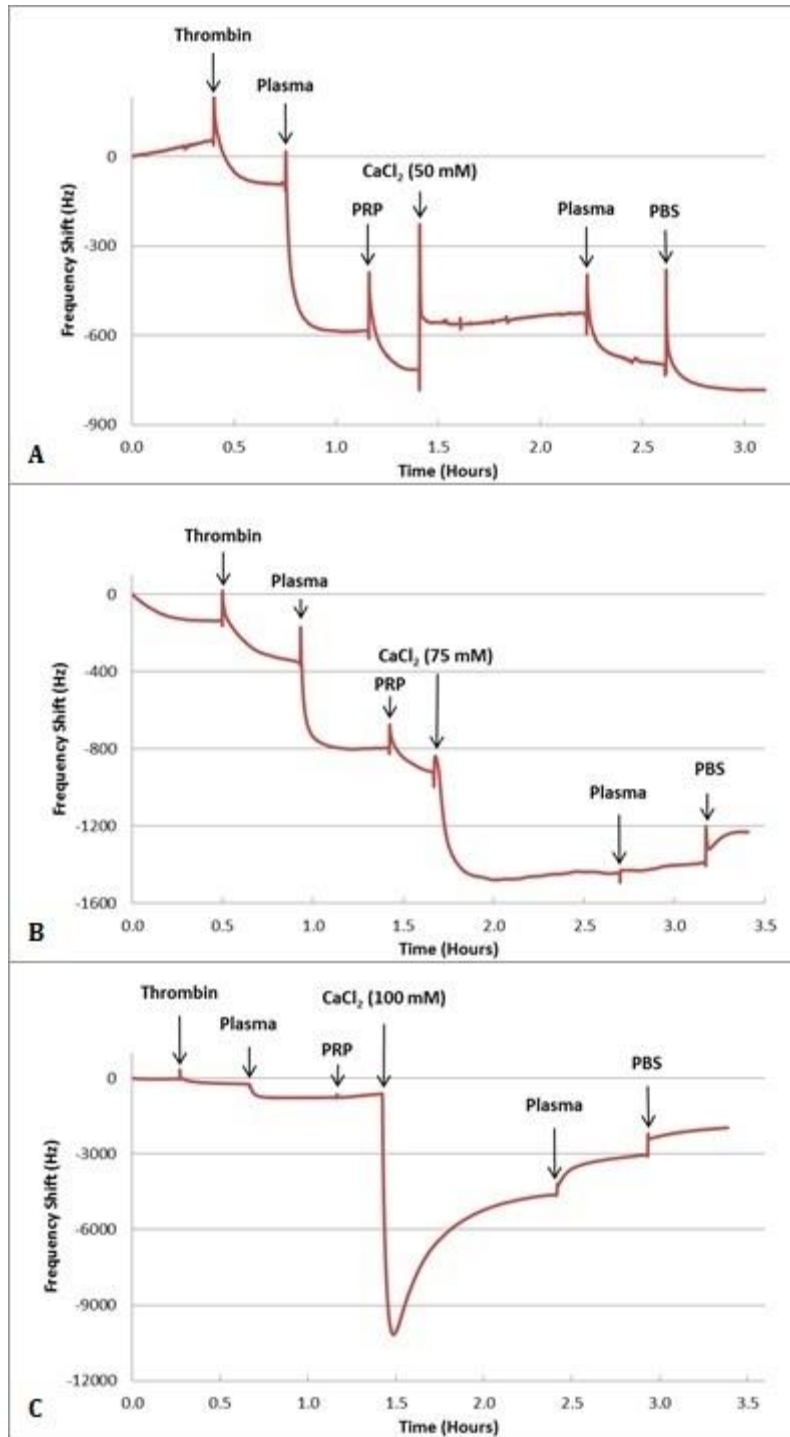 Thrombin
Plasma
CaCl₂ (50 mM)
PRP
Plasma
PBS
0
-300
-600
-900
Frequency Shift (Hz)
0.0 0.5 1.0 1.5 2.0 2.5 3.0
Time (Hours)
A
Thrombin
Plasma
CaCl₂ (75 mM)
PRP
Plasma
PBS
0
-400
-800
-1200
-1600
Frequency Shift (Hz)
0.0 0.5 1.0 1.5 2.0 2.5 3.0 3.5
Time (Hours)
B
Thrombin
CaCl₂ (100 mM)
Plasma
PRP
PBS
Plasma
0
-3000
-6000
-9000
-12000
Frequency Shift (Hz)
0.0 0.5 1.0 1.5 2.0 2.5 3.0 3.5
Time (Hours)
C